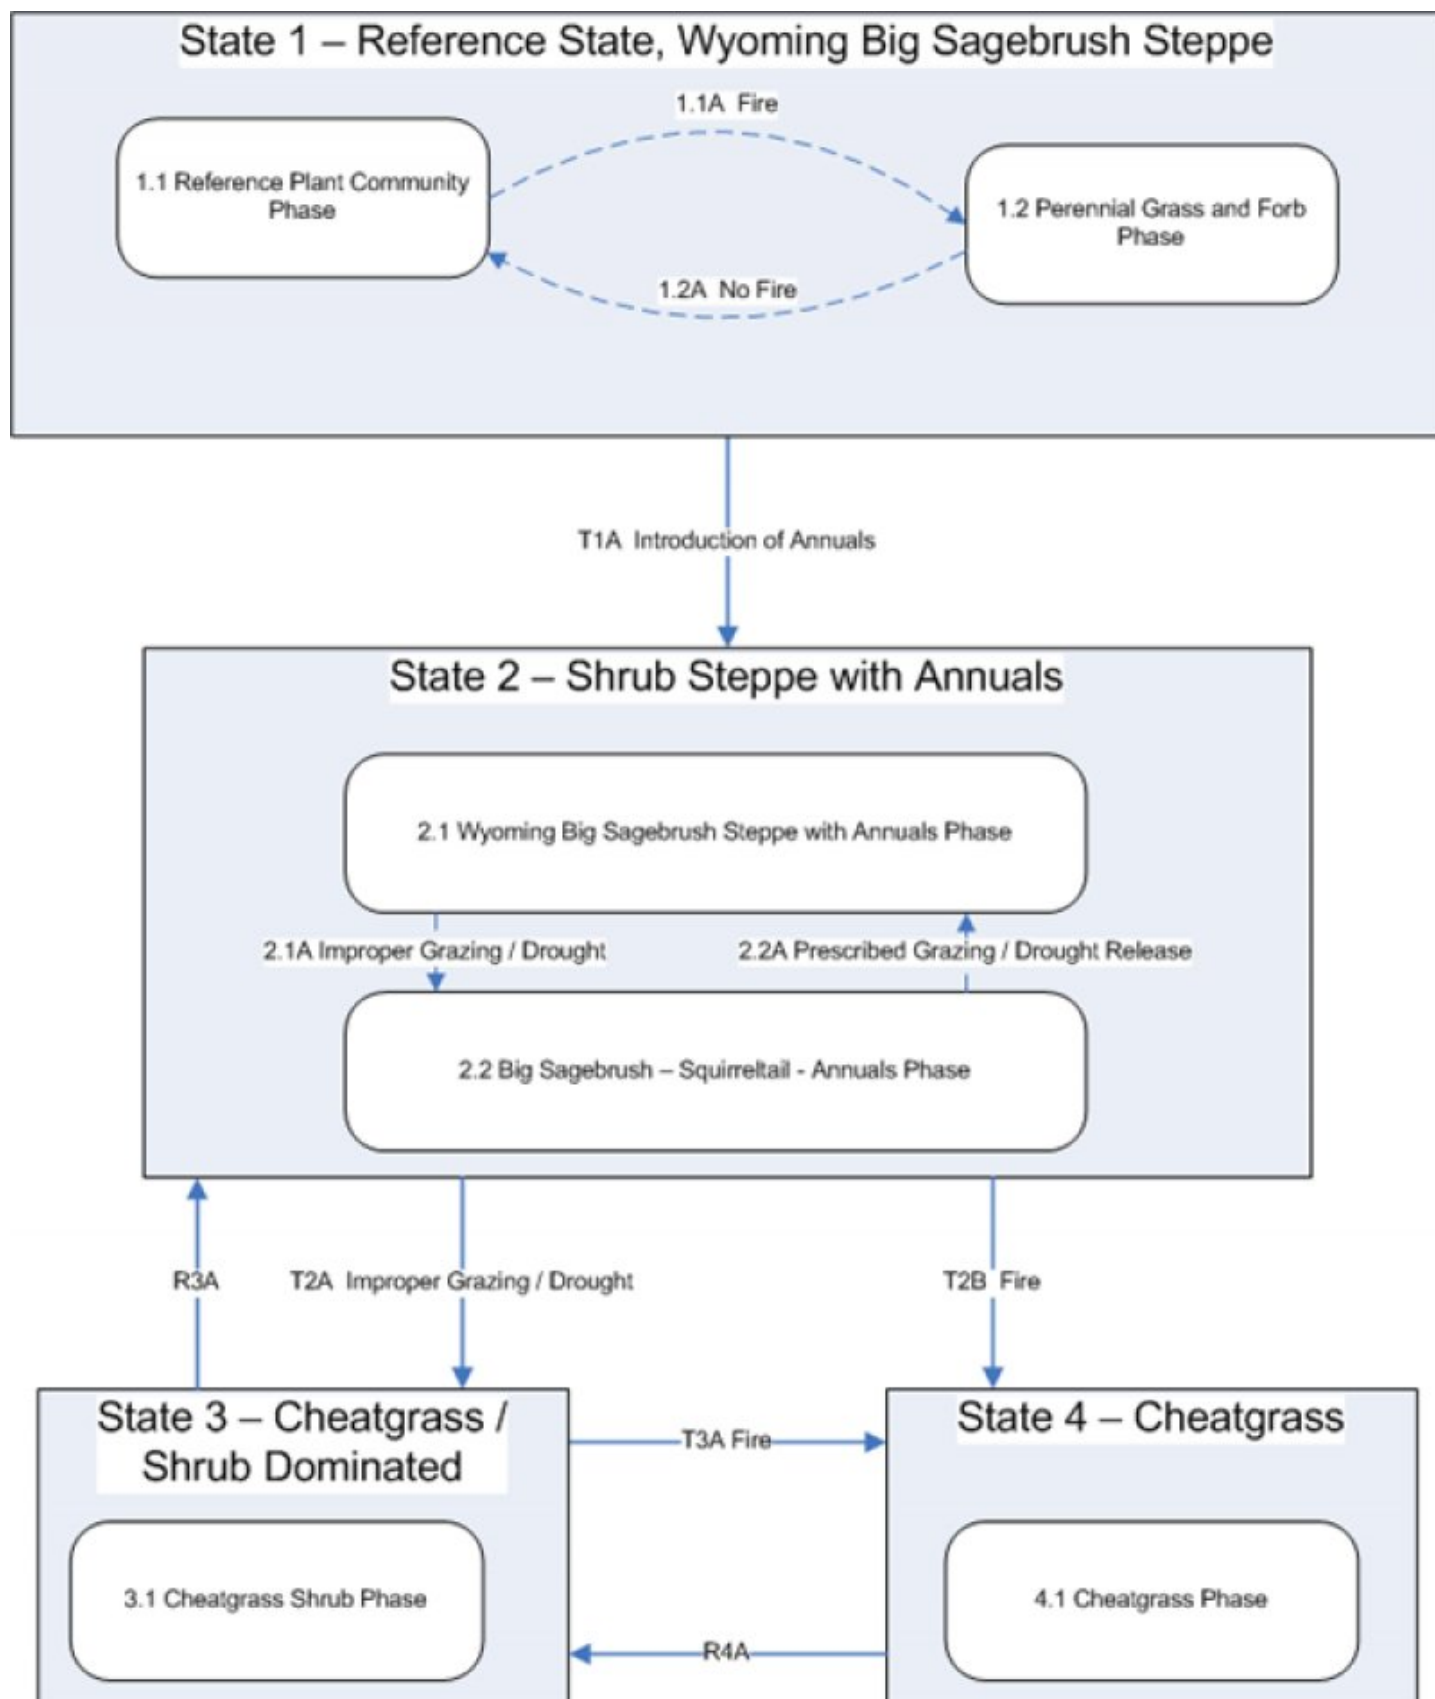 State 1 – Reference State, Wyoming Big Sagebrush Steppe
1.1A  Fire
1.1 Reference Plant Community
Phase
1.2 Perennial Grass and Forb
Phase
1.2A  No Fire
T1A  Introduction of Annuals
State 2 – Shrub Steppe with Annuals
2.1 Wyoming Big Sagebrush Steppe with Annuals Phase
2.1A Improper Grazing / Drought
2.2A Prescribed Grazing / Drought Release
2.2 Big Sagebrush – Squirreltail - Annuals Phase
R3A
T2A  Improper Grazing / Drought
T2B  Fire
State 3 – Cheatgrass /
Shrub Dominated
T3A Fire
State 4 – Cheatgrass
3.1 Cheatgrass Shrub Phase
4.1 Cheatgrass Phase
R4A